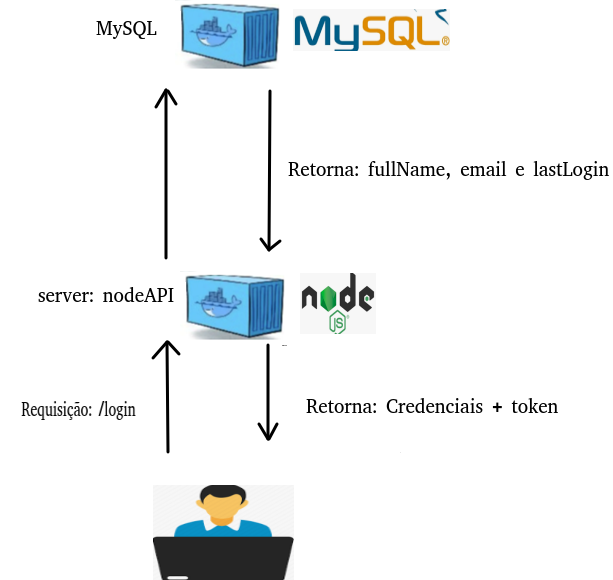 MySQL
MySQL®
Retorna: fullName, email e lastLogin
server: nodeAPI
node
JS
Requisição: /login
Retorna: Credenciais + token